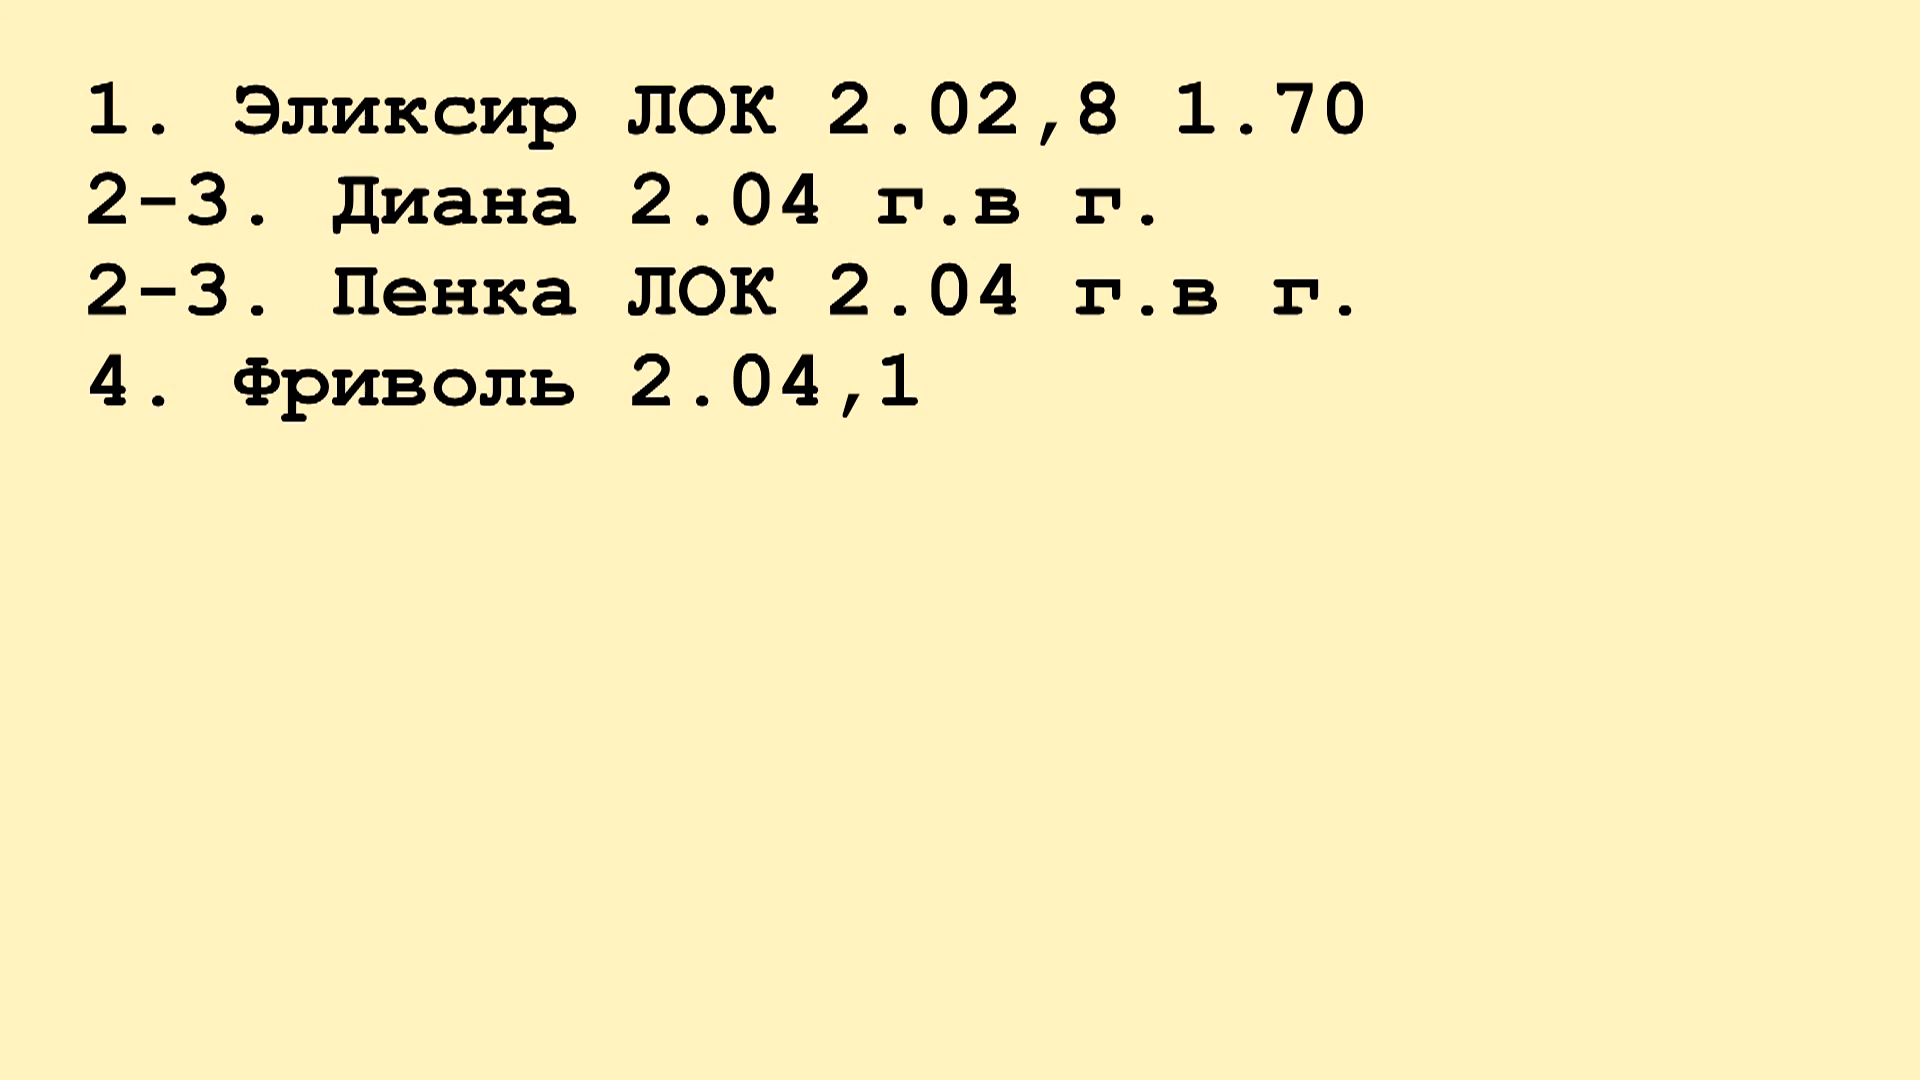 1. Эликсир ЛОК 2.02,8 1.70
2-3. Диана 2.04 г.в г.
2-3. Пенка ЛОК 2.04 г.в г.
4. Фриволь 2.04,1